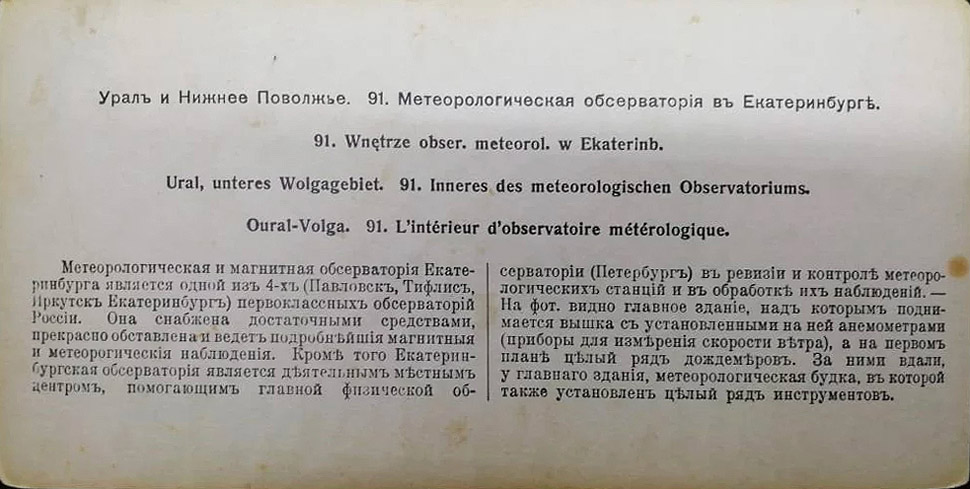 Уралъ и Нижнее Поволжье. 91. Метеорологическая обсерваторія въ Екатеринбургѣ.
91. Wnętrze obser. meteorol. w Ekaterinb.
Ural, unteres Wolgagebiet. 91. Inneres des meteorologischen Observatoriums.
Oural-Volga. 91. L'intérieur d'observatoire métérologique.
Метеорологическая и магнитная обсерваторія Екате-
ринбурга является одной изъ 4-хъ (Павловскъ, Тифлисъ,
Иркутскъ Екатеринбургъ) первоклассныхъ обсерваторій
Россіи. Она снабжена достаточными средствами,
прекрасно обставлена и ведетъ подробнѣйшія магнитныя
и метеорогическія наблюденія. Кромѣ того Екатерин-
бургская обсерваторія является дѣятельнымъ мѣстнымъ
центромъ, помогающимъ главной физической об-
серваторіи (Петербургъ) въ ревизіи и контролѣ метеоро-
логическихъ станцій и въ обработкѣ ихъ наблюденій. —
На фот. видно главное зданіе, надъ которымъ подни-
мается вышка съ установленными на ней анемометрами
(приборы для измѣренія скорости вѣтра), а на первомъ
планѣ цѣлый рядъ дождемѣровъ. За ними вдали,
у главнаго зданія, метеорологическая будка, въ которой
также установленъ цѣлый рядъ инструментовъ.